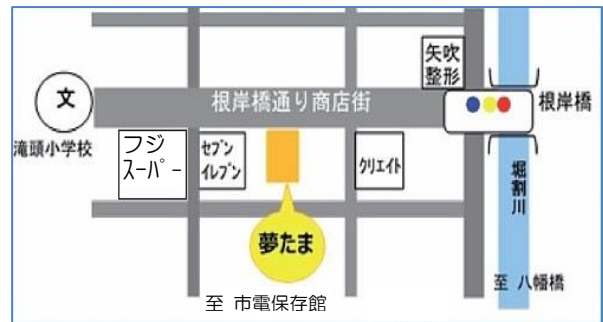 矢吹
整形
文
根岸橋通り商店街
根岸橋
滝頭小学校
フジ
スーパー
セブン
イレブン
クリエイト
堀割川
夢たま
至 八幡橋
至 市電保存館